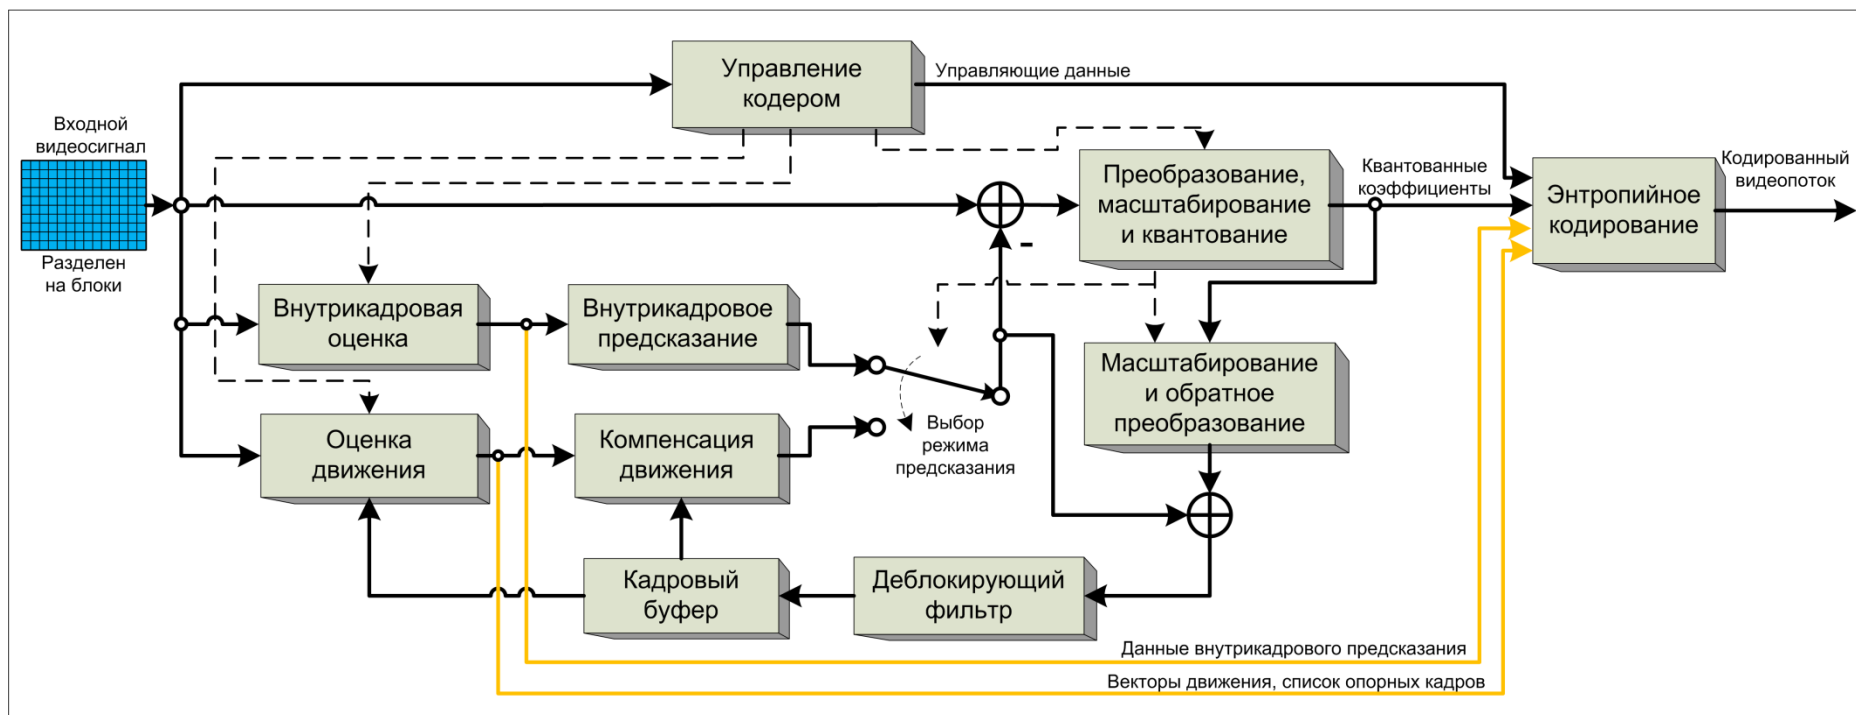 Управление
кодером
Управляющие данные
Входной
видеосигнал
Разделен
на блоки
Преобразование,
масштабирование
и квантование
Квантованные
коэффициенты
Энтропийное
кодирование
Кодированный
видеопоток
-
Внутрикадровая
оценка
Внутрикадровое
предсказание
Масштабирование
и обратное
преобразование
Оценка
движения
Компенсация
движения
Выбор
режима
предсказания
Кадровый
буфер
Деблокирующий
фильтр
Данные внутрикадрового предсказания
Векторы движения, список опорных кадров